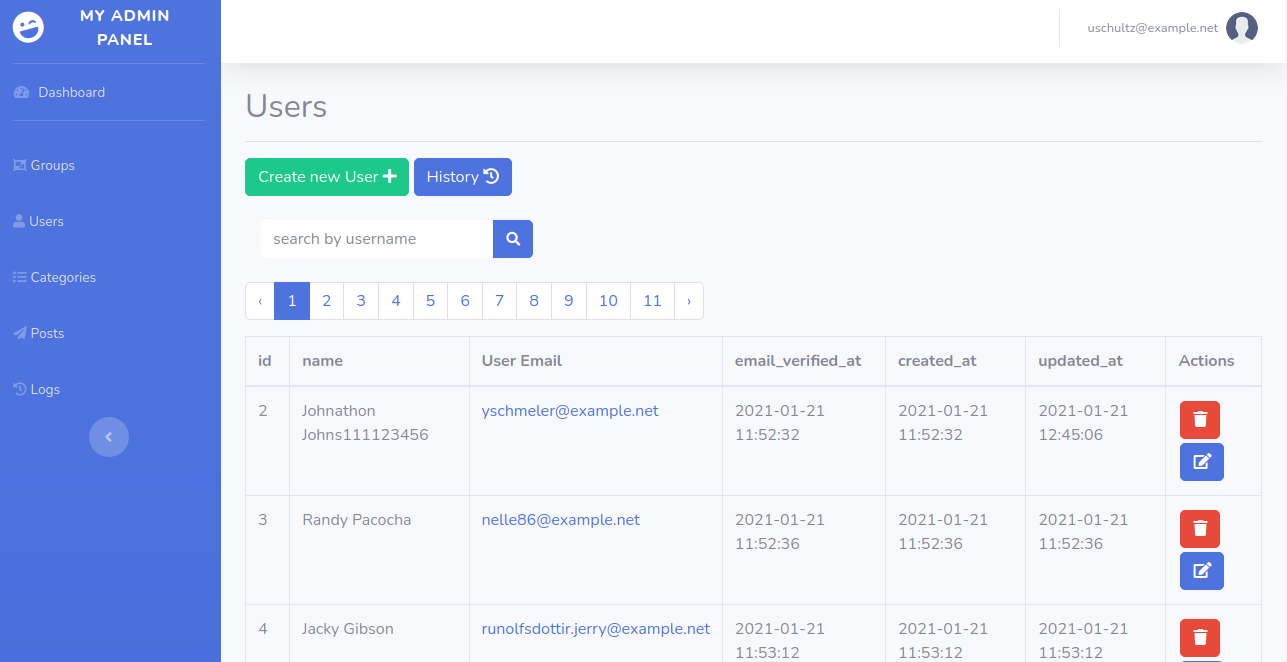 MY ADMIN
PANEL
uschultz@example.net
Dashboard
Groups
Users
Categories
Posts
Logs
Users
Create new User
History
search by username
‹ 1 2 3 4 5 6 7 8 9 10 11 ›
id name User Email email_verified_at created_at updated_at Actions
2 Johnathon yschmeler@example.net 2021-01-21 2021-01-21 2021-01-21
Johns111123456 11:52:32 11:52:32 12:45:06
3 Randy Pacocha nelle86@example.net 2021-01-21 2021-01-21 2021-01-21
11:52:36 11:52:36 11:52:36
4 Jacky Gibson runolfsdottir.jerry@example.net 2021-01-21 2021-01-21 2021-01-21
11:53:12 11:53:12 11:53:12